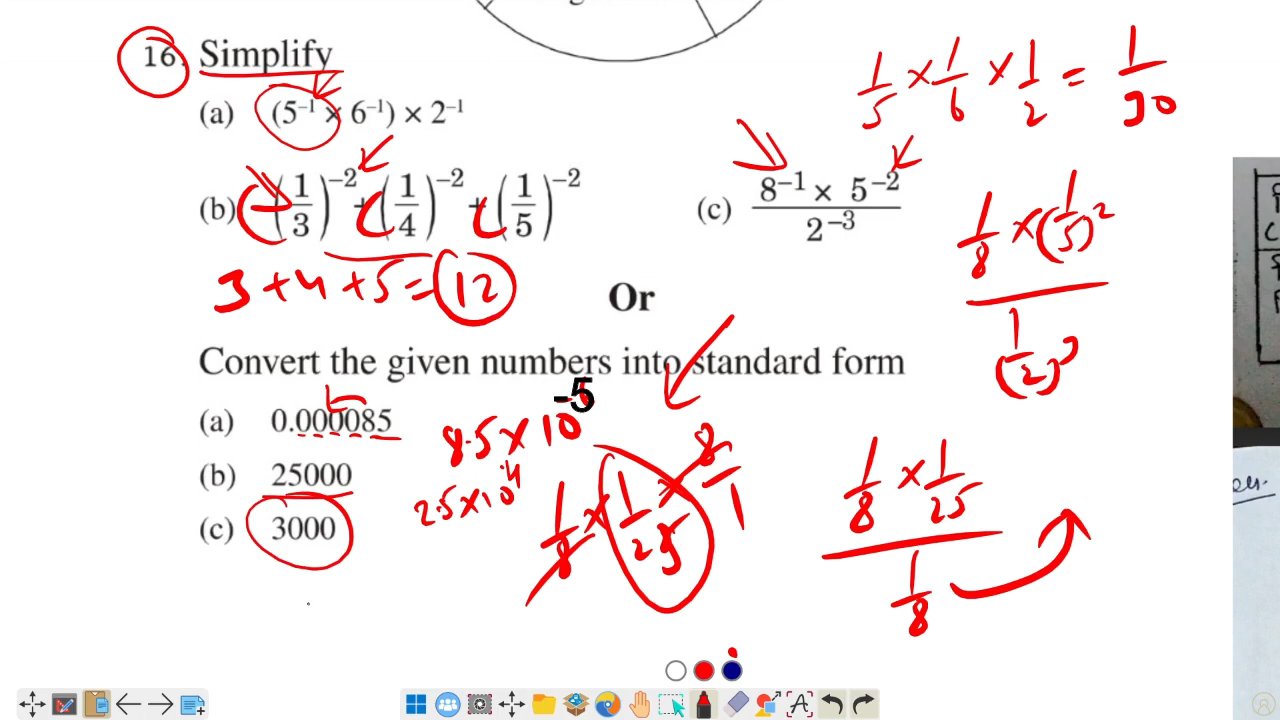 16. Simplify
(a) (5⁻¹ × 6⁻¹) × 2⁻¹
1/5 × 1/6 × 1/2 = 1/30
(b) (1/3)⁻² + (1/4)⁻² + (1/5)⁻²
(c) 8⁻¹ × 5⁻² / 2⁻³
1/8 × (1/5)² / (1/2)³
3 + 4 + 5 = 12
Or
Convert the given numbers into standard form
(a) 0.000085
8.5 × 10⁻⁵
(b) 25000
2.5 × 10⁴
(c) 3000
1/8 × 1/25 × 8/1
1/8 × 1/25 / 1/8